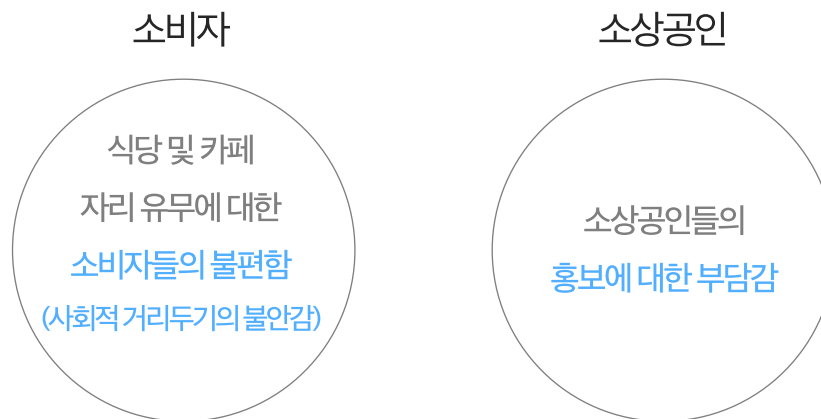 소비자
식당 및 카페
자리 유무에 대한
소비자들의 불편함
(사회적 거리두기의 불안감)
소상공인
소상공인들의
홍보에 대한 부담감